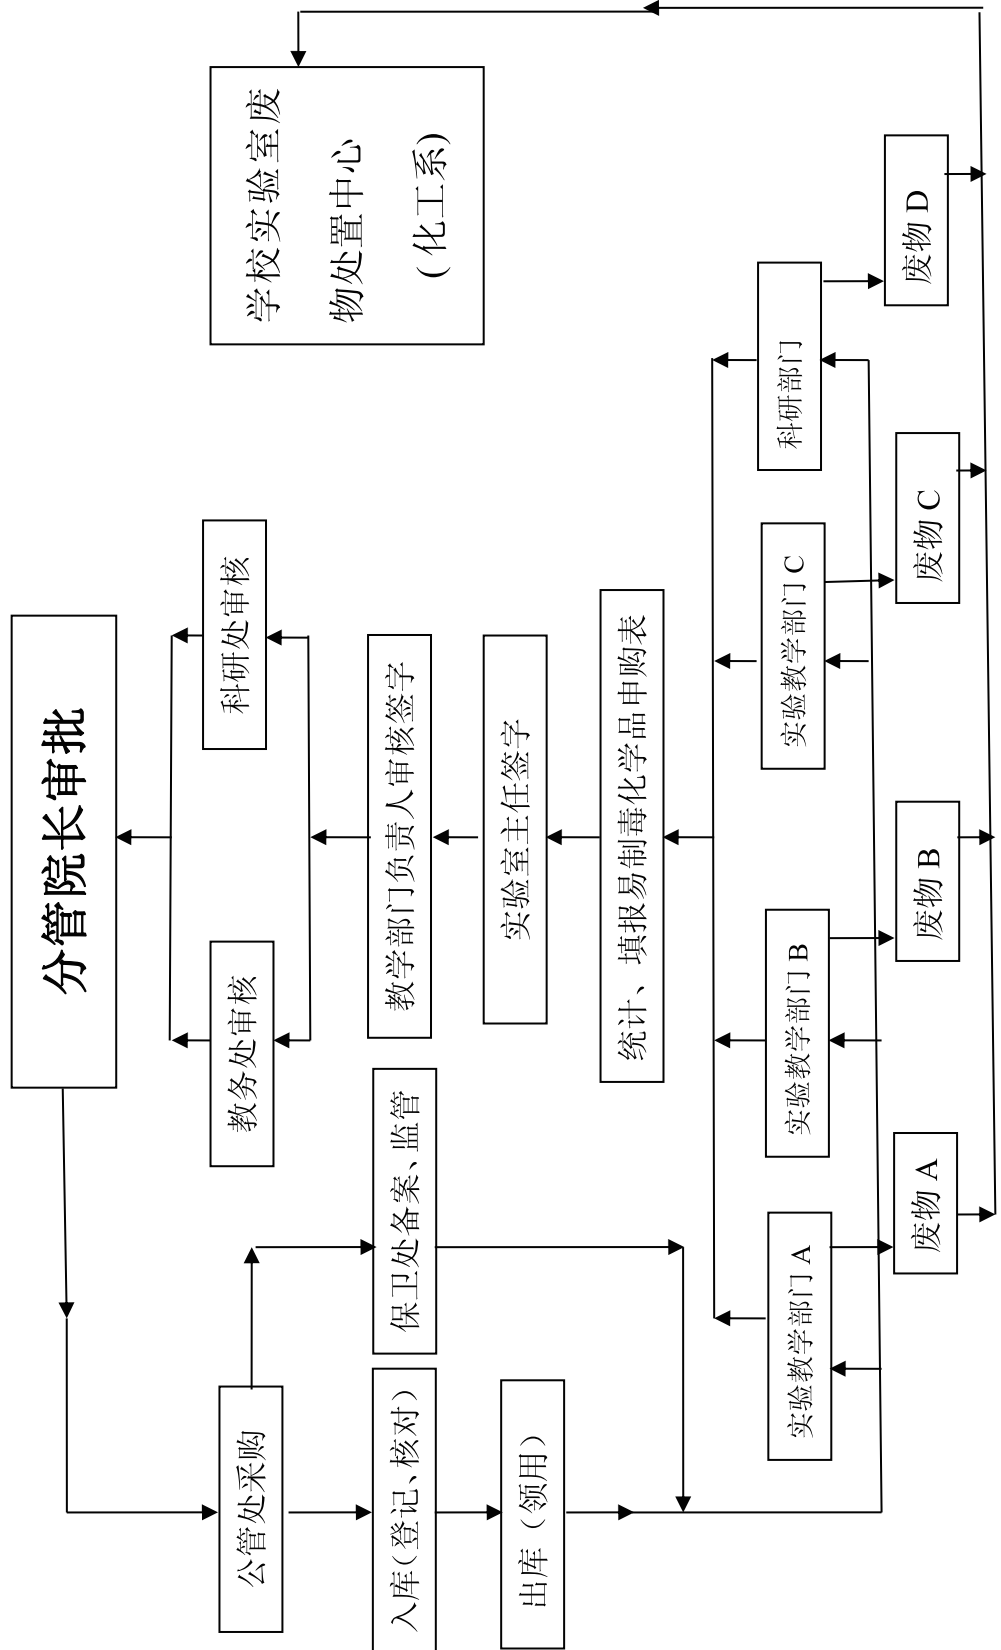 分管院长审批
教务处审核
科研处审核
学校实验室废
物处置中心
（化工系）
公管处采购
保卫处备案、监管
教学部门负责人审核签字
入库（登记、核对）
实验室主任签字
出库（领用）
统计、填报易制毒化学品申购表
实验教学部门 A
实验教学部门 B
实验教学部门 C
科研部门
废物 A
废物 B
废物 C
废物 D